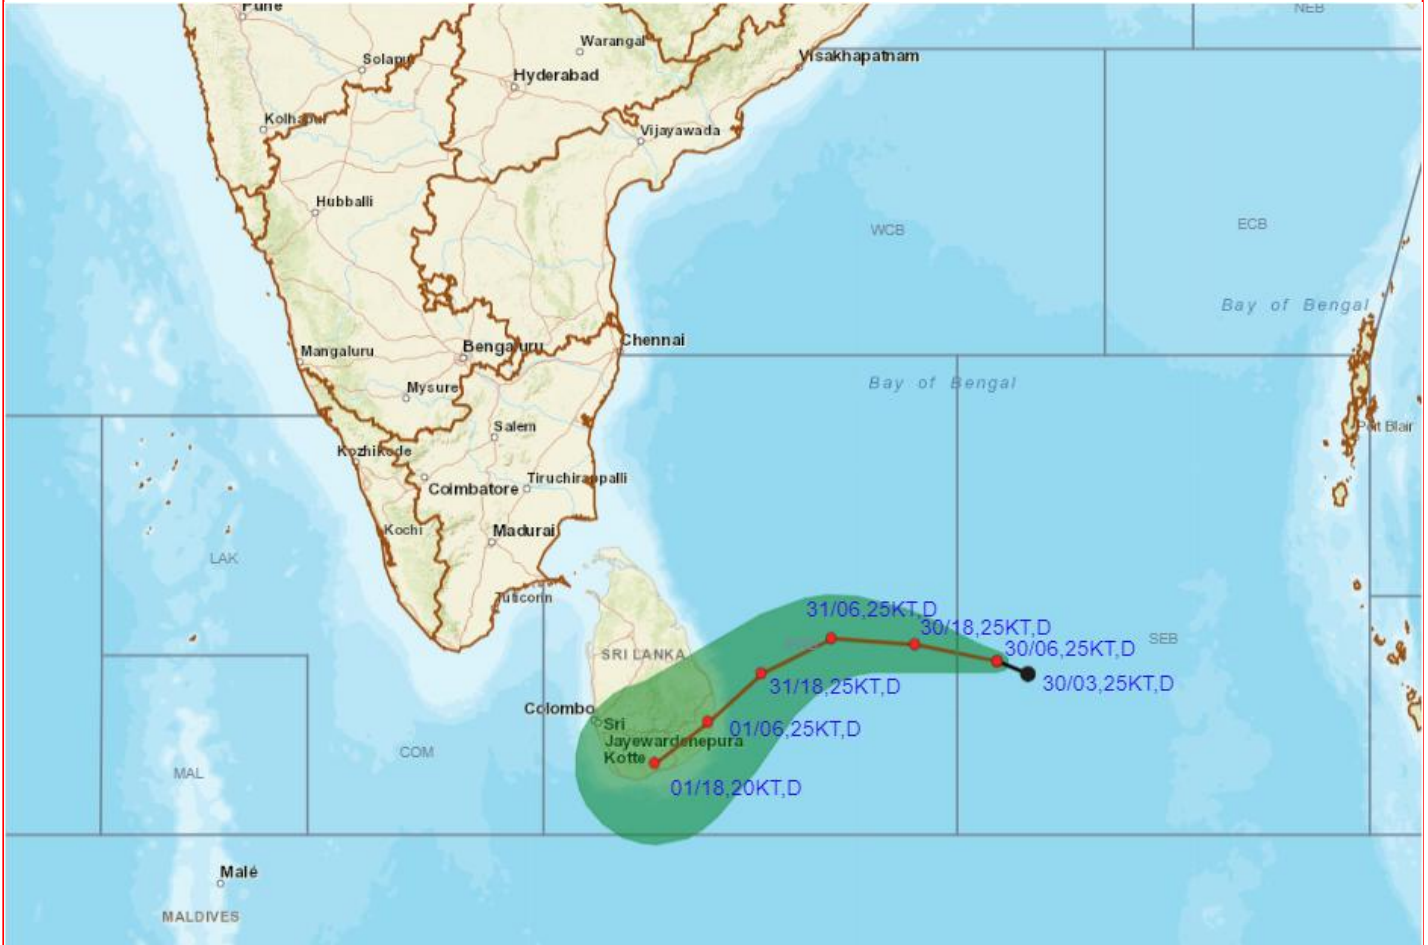 Pune
NEB
Warangal
Solapur
Visakhapatnam
Hyderabad
Kolhapur
Vijayawada
Hubballi
WCB
ECB
Bay of Bengal
Chennai
Bengaluru
Mangaluru
Bay of Bengal
Mysure
Salem
Port Blair
Kozhikode
Tiruchirappalli
Coimbatore
Kochi
Madurai
LAK
Tuticorin
31/06,25KT,D
30/18,25KT,D
SEB
30/06,25KT,D
SRI LANKA
30/03,25KT,D
31/18,25KT,D
Colombo
Sri
Jayewardenepura
Kotte
01/06,25KT,D
COM
MAL
01/18,20KT,D
Malé
MALDIVES